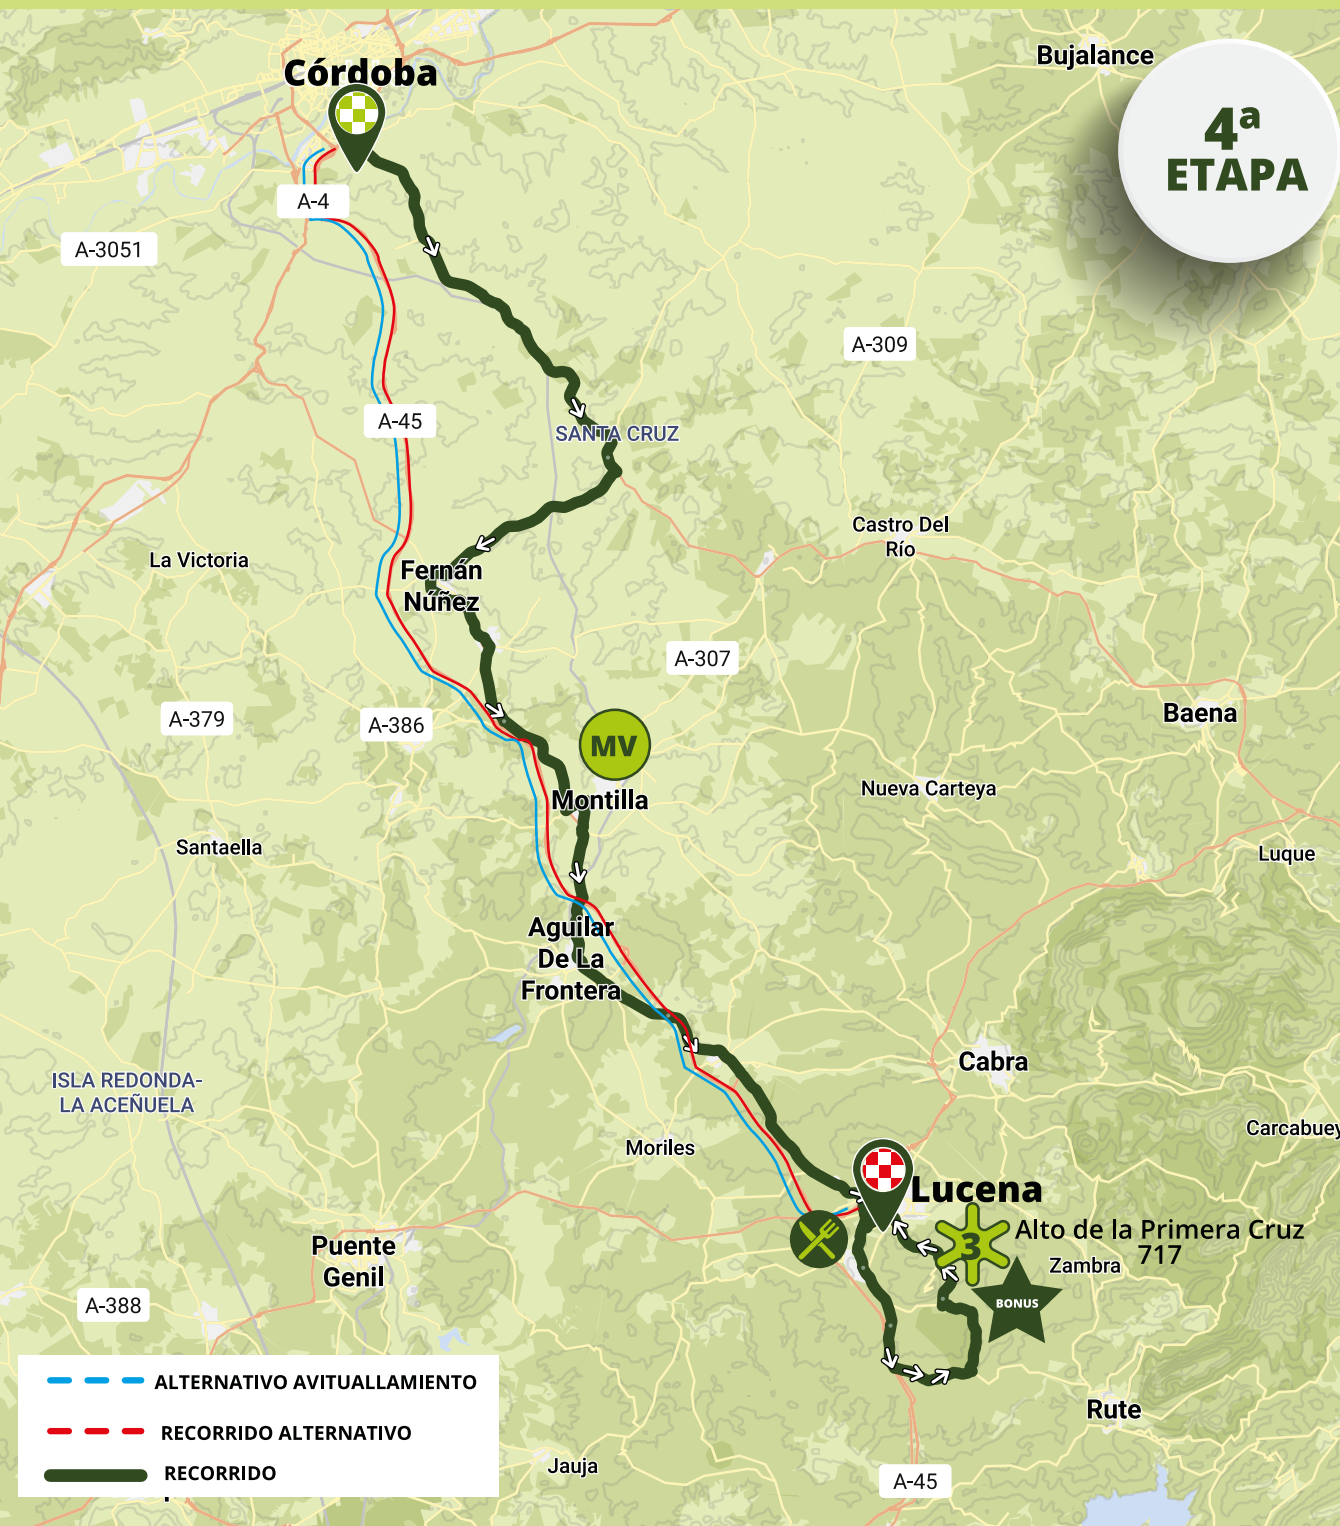 Córdoba
Bujalance
4ª
ETAPA
A-4
A-3051
A-309
A-45
SANTA CRUZ
Castro Del
Río
La Victoria
Fernán
Núñez
A-307
A-379
A-386
Baena
MV
Montilla
Nueva Carteya
Santaella
Luque
Aguilar
De La
Frontera
Cabra
ISLA REDONDA-
LA ACEÑUELA
Carcabuey
Moriles
Lucena
Alto de la Primera Cruz
717
3
Zambra
Puente
Genil
BONUS
A-388
Rute
ALTERNATIVO AVITUALLAMIENTO
RECORRIDO ALTERNATIVO
RECORRIDO
Jauja
A-45